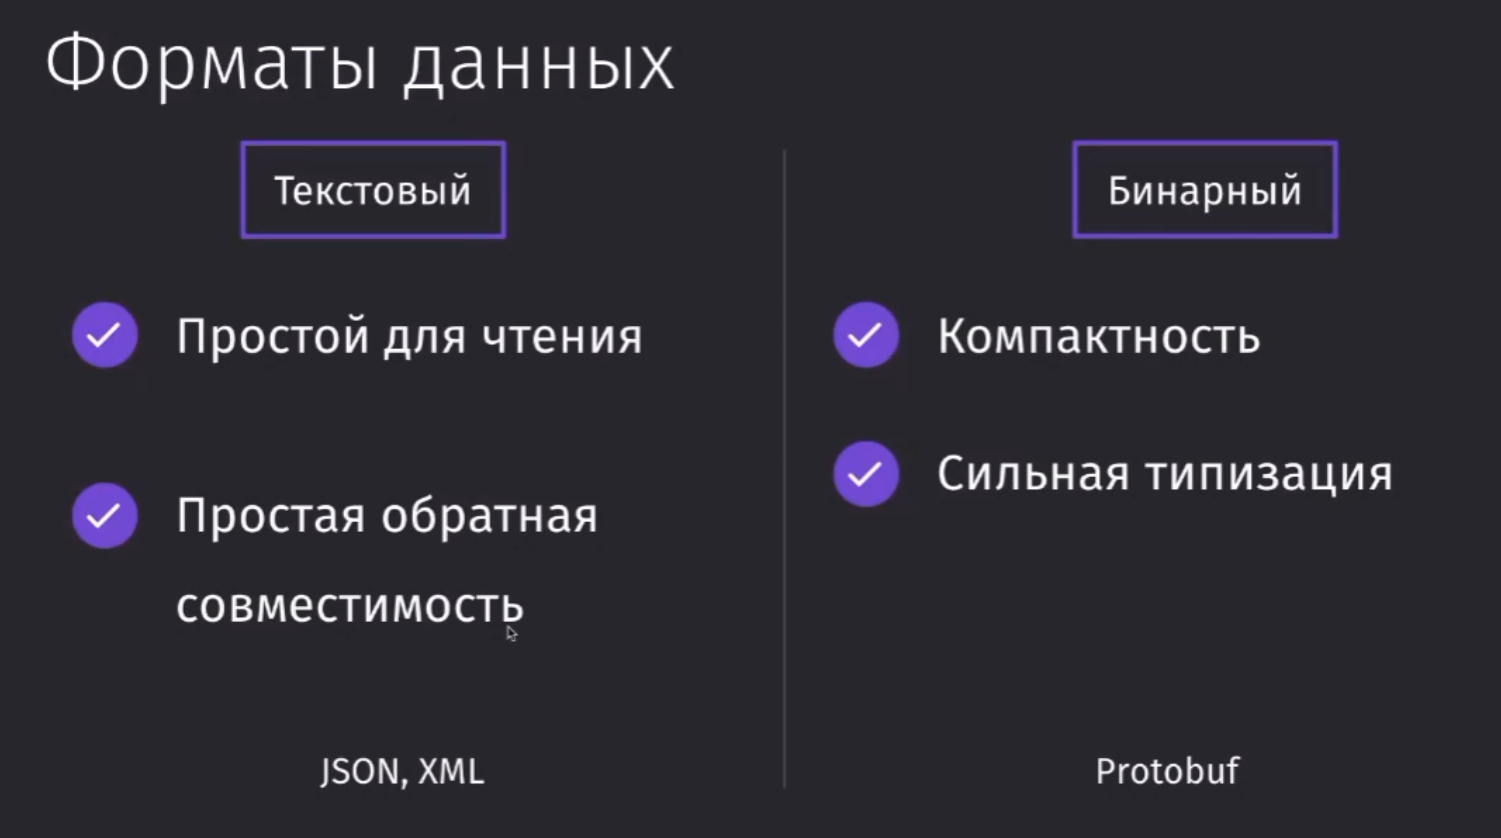 Форматы данных
Текстовый
Простой для чтения
Простая обратная
совместимость
JSON, XML
Бинарный
Компактность
Сильная типизация
Protobuf